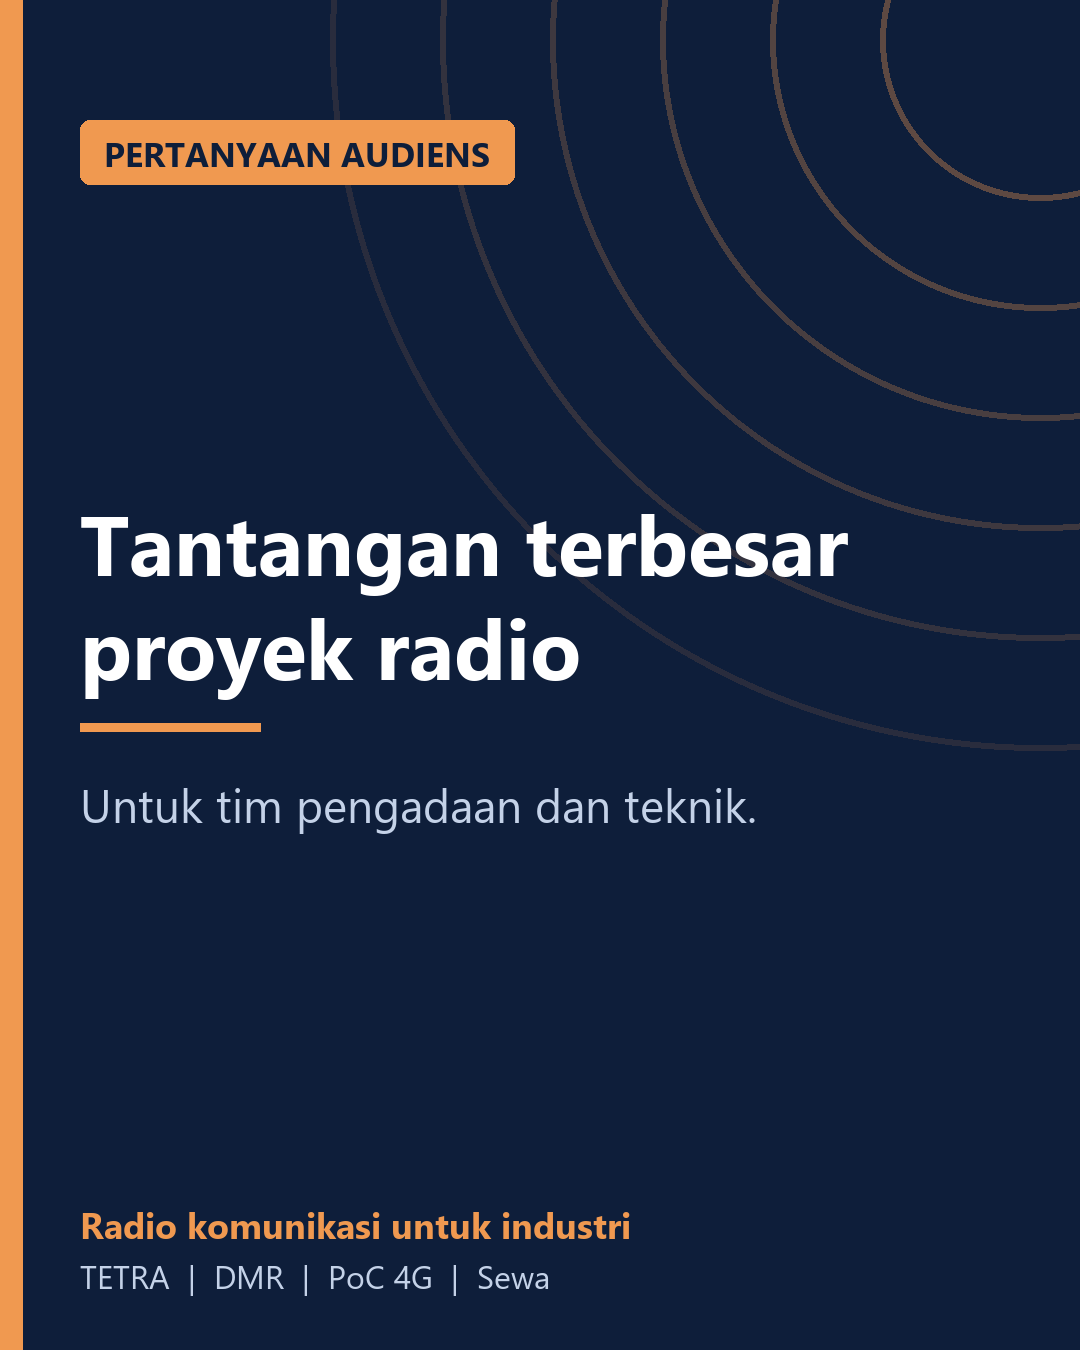 PERTANYAAN AUDIENS
Tantangan terbesar
proyek radio
Untuk tim pengadaan dan teknik.
Radio komunikasi untuk industri
TETRA | DMR | PoC 4G | Sewa